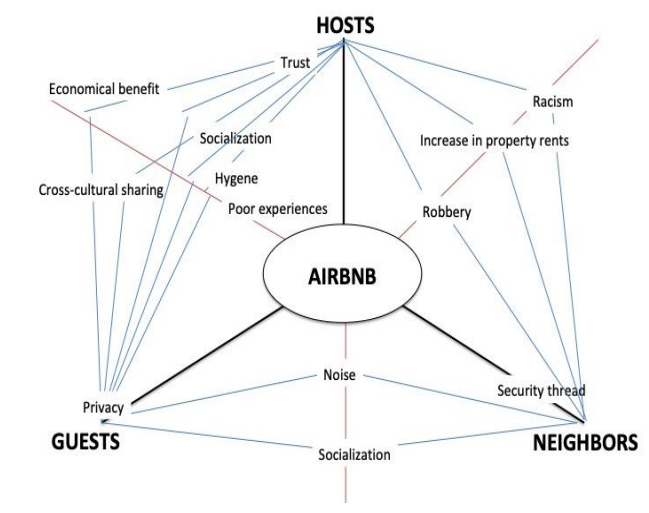 HOSTS
Trust
Economical benefit
Racism
Socialization
Increase in property rents
Hygene
Cross-cultural sharing
Poor experiences
Robbery
AIRBNB
Noise
Security thread
Privacy
GUESTS
NEIGHBORS
Socialization